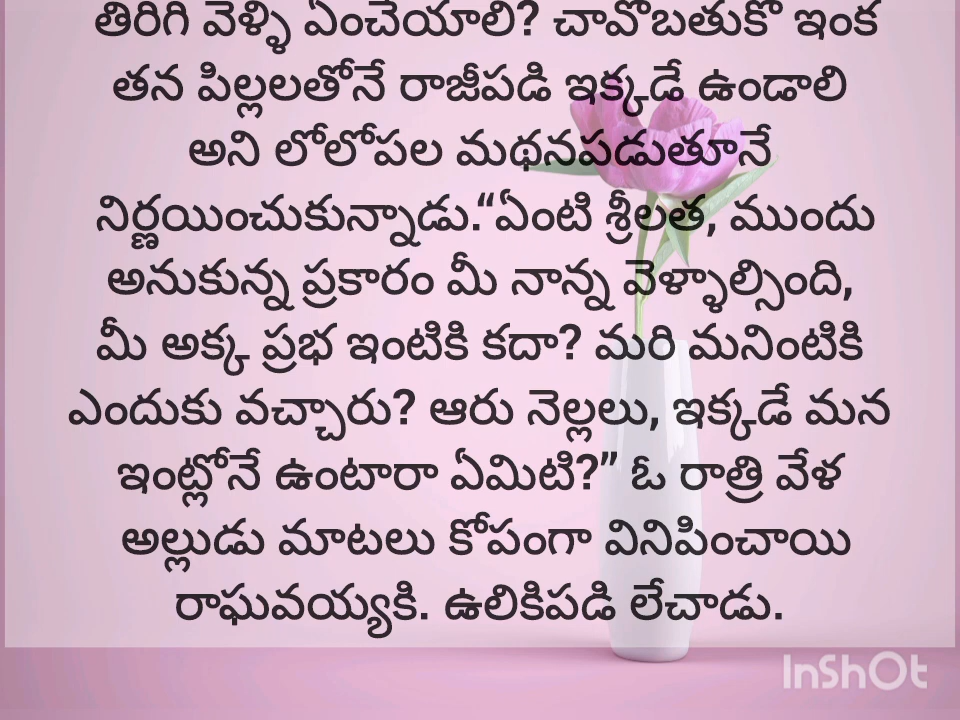 తిరిగి వెళ్ళి ఏంచేయాలి? చావోబతుకో ఇంక
తన పిల్లలతోనే రాజీపడి ఇక్కడే ఉండాలి
అని లోలోపల మథనపడుతూనే
నిర్ణయించుకున్నాడు.“ఏంటి శ్రీలత, ముందు
అనుకున్న ప్రకారం మీ నాన్న వెళ్ళాల్సింది,
మీ అక్క ప్రభ ఇంటికి కదా? మరి మనింటికి
ఎందుకు వచ్చారు? ఆరు నెల్లలు, ఇక్కడే మన
ఇంట్లోనే ఉంటారా ఏమిటి?” ఓ రాత్రి వేళ
అల్లుడు మాటలు కోపంగా వినిపించాయి
రాఘవయ్యకి. ఉలికిపడి లేచాడు.
InShOt